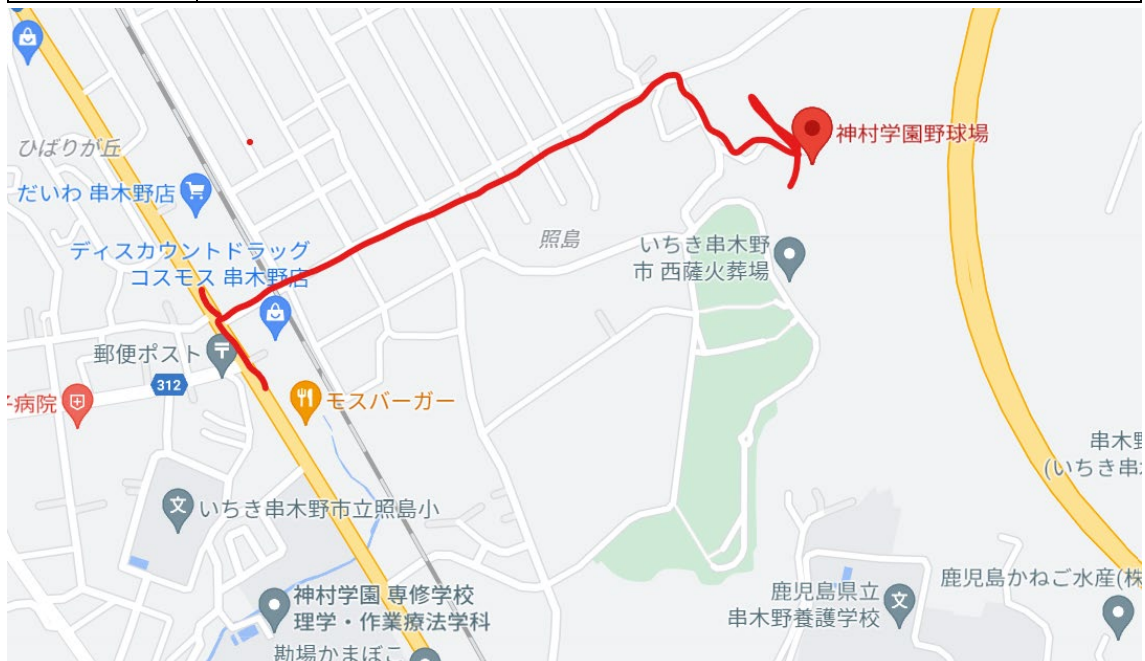 ひばりが丘
だいわ 串木野店
ディスカウントドラッグ
コスモス 串木野店
郵便ポスト
312
子病院
モスバーガー
いちき串木野市立照島小
神村学園 専修学校
理学・作業療法学科
勘場かまぼこ
照島
神村学園野球場
いちき串木野
市 西薩火葬場
串木野
(いちき串木
鹿児島県立
串木野養護学校
文
文
鹿児島かねご水産(株